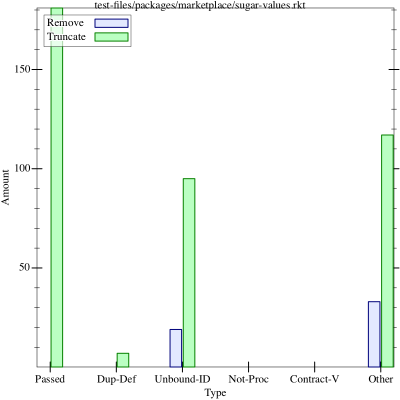 test-files/packages/marketplace/sugar-values.rkt
Remove
Truncate
150
100
50
Amount
Passed Dup-Def Unbound-ID Not-Proc Contract-V Other
Type